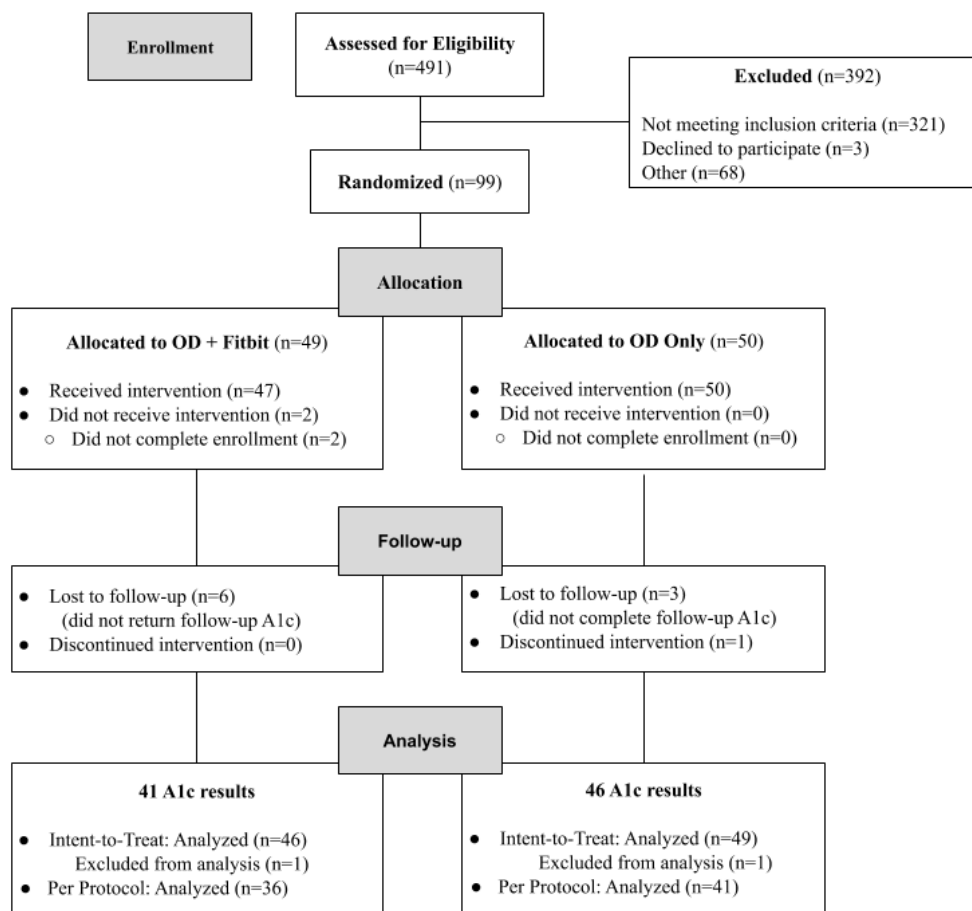 Enrollment
Assessed for Eligibility
(n=491)
Excluded (n=392)
Not meeting inclusion criteria (n=321)
Declined to participate (n=3)
Other (n=68)
Randomized (n=99)
Allocation
Allocated to OD + Fitbit (n=49)
● Received intervention (n=47)
● Did not receive intervention (n=2)
○ Did not complete enrollment (n=2)
Allocated to OD Only (n=50)
● Received intervention (n=50)
● Did not receive intervention (n=0)
○ Did not complete enrollment (n=0)
Follow-up
● Lost to follow-up (n=6)
(did not return follow-up A1c)
● Discontinued intervention (n=0)
● Lost to follow-up (n=3)
(did not complete follow-up A1c)
● Discontinued intervention (n=1)
Analysis
41 A1c results
● Intent-to-Treat: Analyzed (n=46)
Excluded from analysis (n=1)
● Per Protocol: Analyzed (n=36)
46 A1c results
● Intent-to-Treat: Analyzed (n=49)
Excluded from analysis (n=1)
● Per Protocol: Analyzed (n=41)